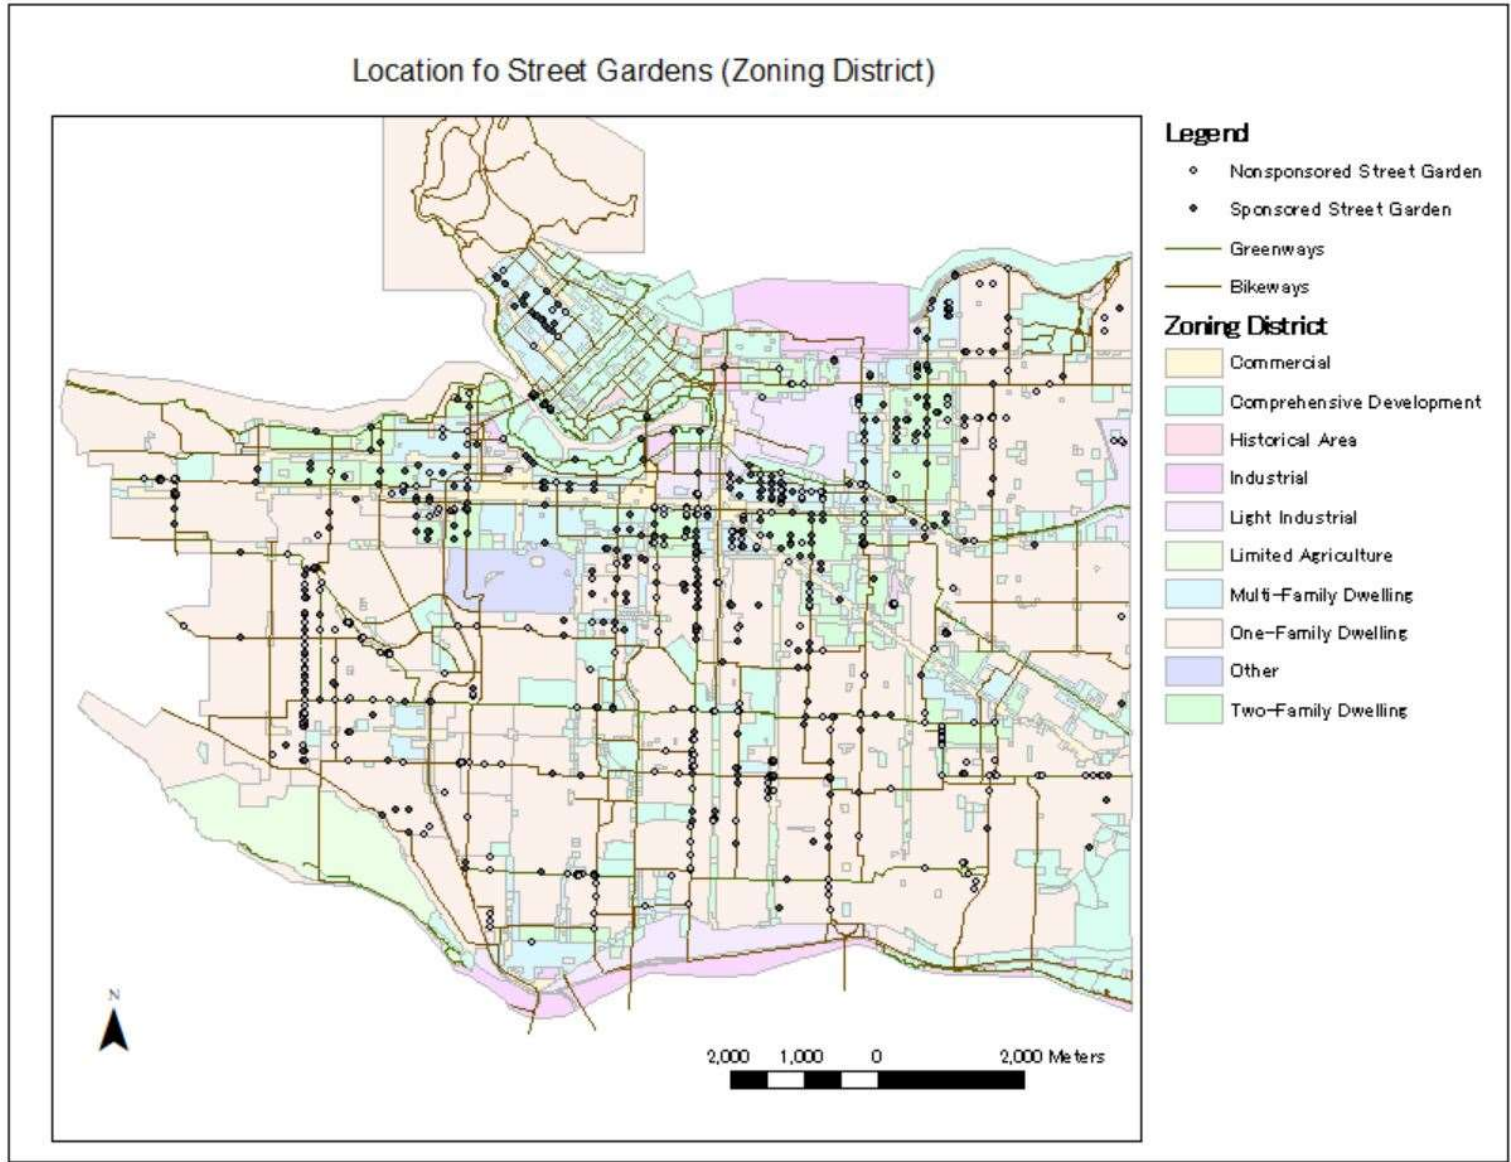 Location fo Street Gardens (Zoning District)
Legend
Nonsponsored Street Garden
Sponsored Street Garden
Greenways
Bikeways
Zoning District
Commercial
Comprehensive Development
Historical Area
Industrial
Light Industrial
Limited Agriculture
Multi-Family Dwelling
One-Family Dwelling
Other
Two-Family Dwelling
N
2,000 1,000 0 2,000 Meters